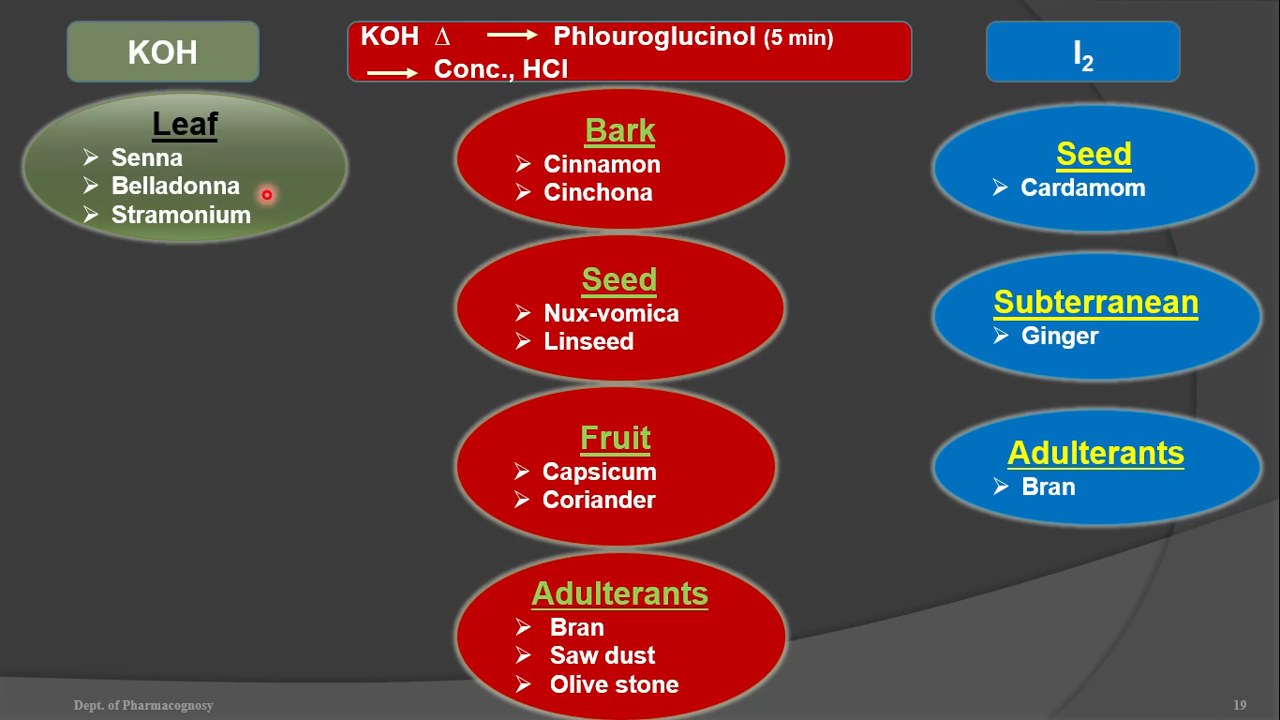 KOH
Leaf
Senna
Belladonna
Stramonium
KOH Δ → Phlouroglucinol (5 min)
→ Conc., HCl
Bark
Cinnamon
Cinchona
Seed
Nux-vomica
Linseed
Fruit
Capsicum
Coriander
Adulterants
Bran
Saw dust
Olive stone
I₂
Seed
Cardamom
Subterranean
Ginger
Adulterants
Bran
Dept. of Pharmacognosy
19